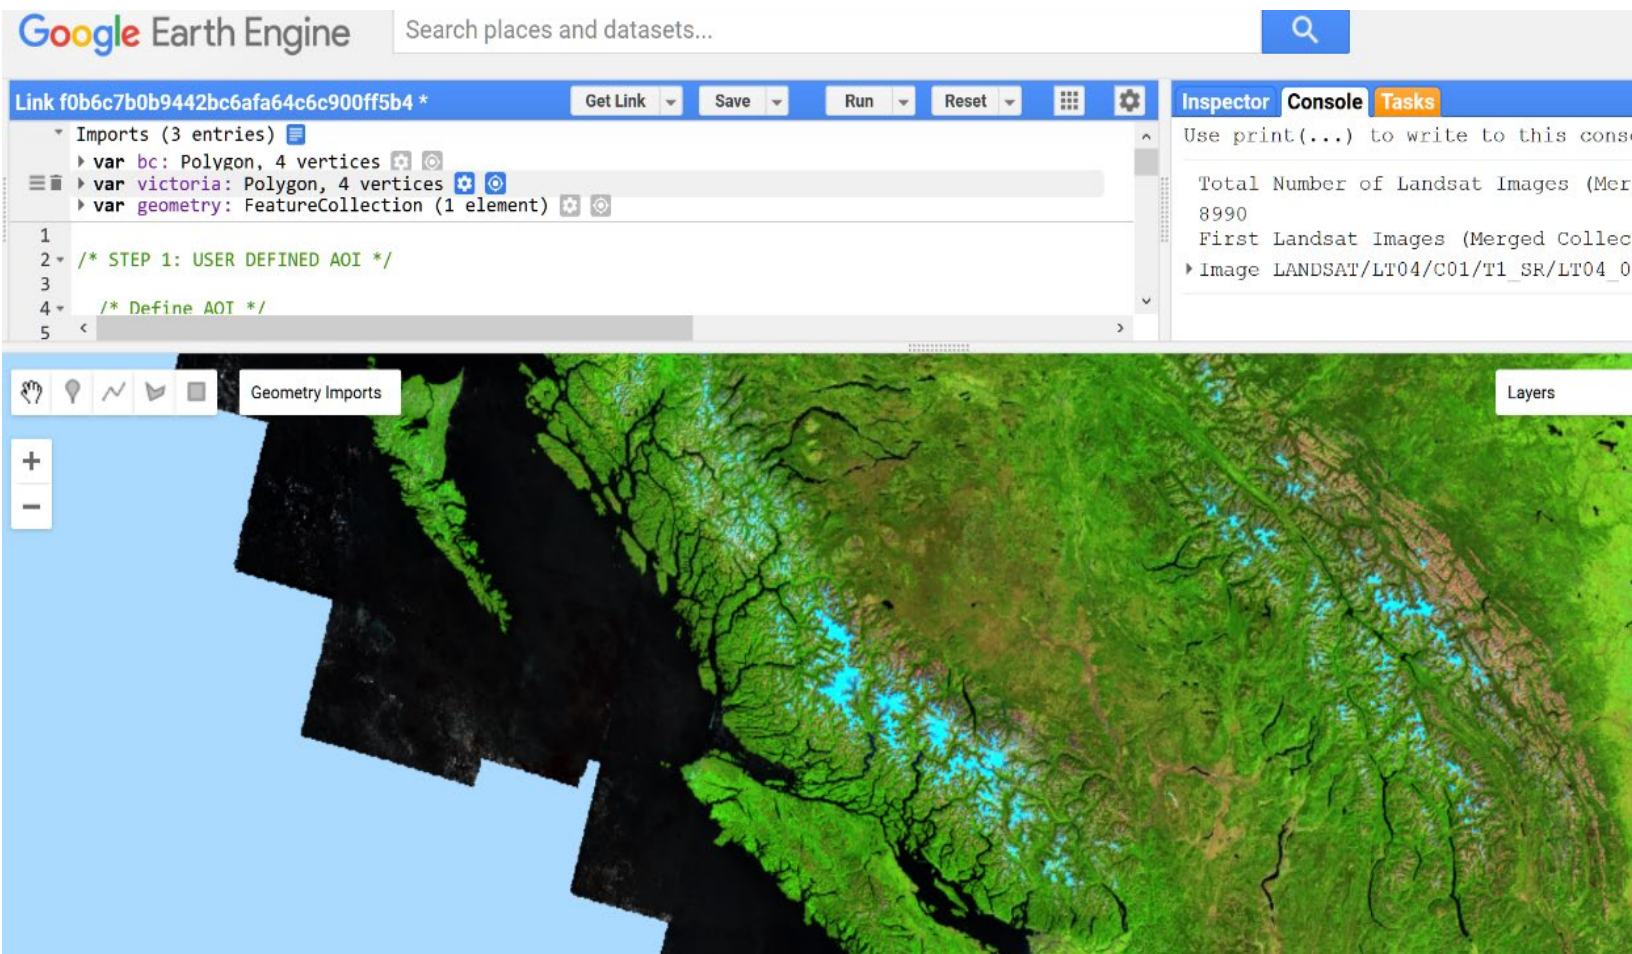 Google Earth Engine
Search places and datasets...
Link f0b6c7b0b9442bc6afa64c6c900ff5b4 *
Get Link
Save
Run
Reset
Imports (3 entries)
var bc: Polygon, 4 vertices
var victoria: Polygon, 4 vertices
var geometry: FeatureCollection (1 element)
1
2 /* STEP 1: USER DEFINED AOI */
3
4 /* Define AOI */
5
Inspector Console Tasks
Use print(...) to write to this conso
Total Number of Landsat Images (Mer
8990
First Landsat Images (Merged Collec
Image LANDSAT/LT04/C01/T1_SR/LT04_0
Geometry Imports
Layers
+
−